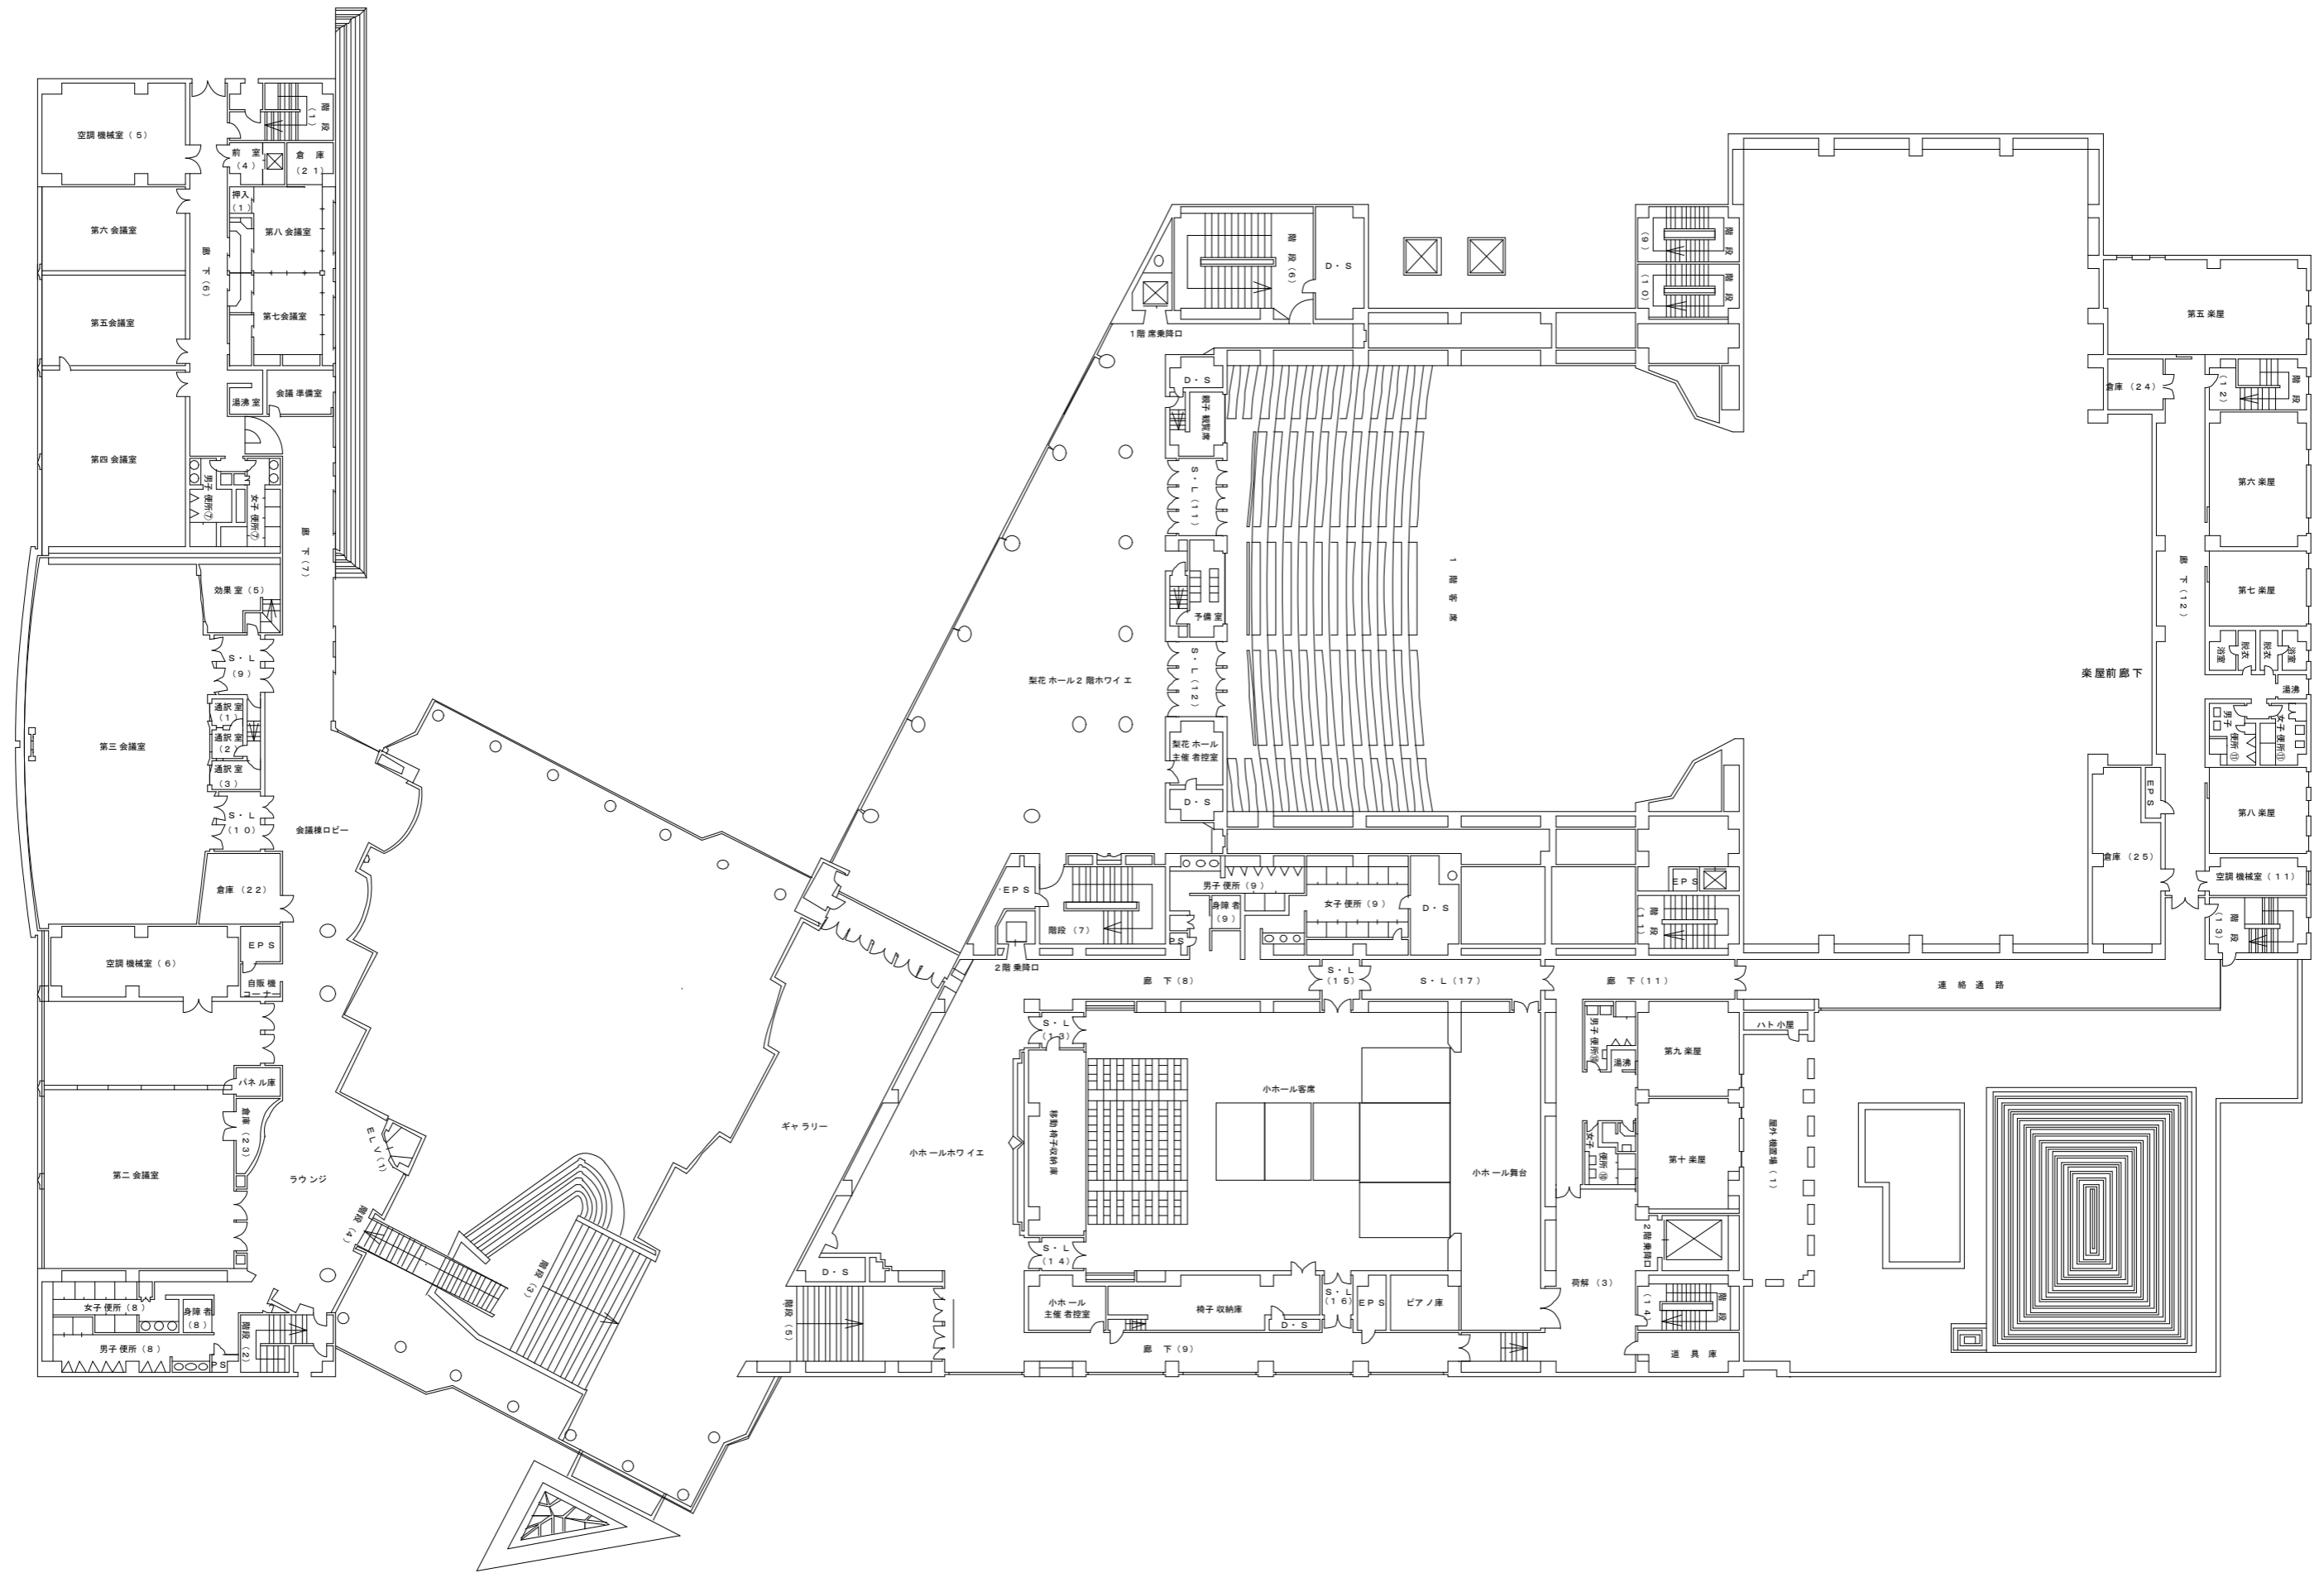 空調機械室（５）
階段
（１）
前室
（４）
倉庫
（２１）
押入
（１）
第六会議室
第八会議室
廊下（６）
第五会議室
第七会議室
湯沸室
会議準備室
第四会議室
男子便所⑦
女子便所⑦
廊下（７）
効果室（５）
Ｓ・Ｌ
（９）
通訳室
（１）
通訳室
（２）
通訳室
（３）
第三会議室
Ｓ・Ｌ
（１０）
会議棟ロビー
倉庫（２２）
空調機械室（６）
ＥＰＳ
自販機
コーナー
パネル庫
倉庫（２３）
第二会議室
ラウンジ
ＥＬＶ（１）
階段（４）
階段（３）
女子便所（８）
身障者
（８）
男子便所（８）
ＰＳ
階段（２）
階段（６）
Ｄ・Ｓ
１階席乗降口
Ｄ・Ｓ
親子観覧席
Ｓ・Ｌ（１１）
予備室
Ｓ・Ｌ（１２）
梨花ホール２階ホワイエ
梨花ホール
主催者控室
Ｄ・Ｓ
１階客席
階段
（９）
階段
（１０）
第五楽屋
倉庫（２４）
階段
（１２）
第六楽屋
廊下（１２）
第七楽屋
浴室
脱衣
脱衣
浴室
湯沸
楽屋前廊下
男子便所⑪
女子便所⑪
ＥＰＳ
第八楽屋
倉庫（２５）
空調機械室（１１）
階段
（１３）
ＥＰＳ
階段（７）
２階乗降口
男子便所（９）
身障者
（９）
ＰＳ
女子便所（９）
Ｄ・Ｓ
ＥＰＳ
階段
（１１）
廊下（８）
Ｓ・Ｌ
（１５）
Ｓ・Ｌ（１７）
廊下（１１）
連絡通路
Ｓ・Ｌ
（１３）
男子便所⑩
湯沸
第九楽屋
ハト小屋
小ホール客席
移動椅子収納庫
ギャラリー
小ホールホワイエ
小ホール舞台
女子便所⑩
第十楽屋
屋外機置場（１）
２階乗降口
Ｓ・Ｌ
（１４）
Ｄ・Ｓ
階段（５）
小ホール
主催者控室
椅子収納庫
Ｄ・Ｓ
Ｓ・Ｌ
（１６）
ＥＰＳ
ピアノ庫
荷解（３）
階段
（１４）
廊下（９）
道具庫